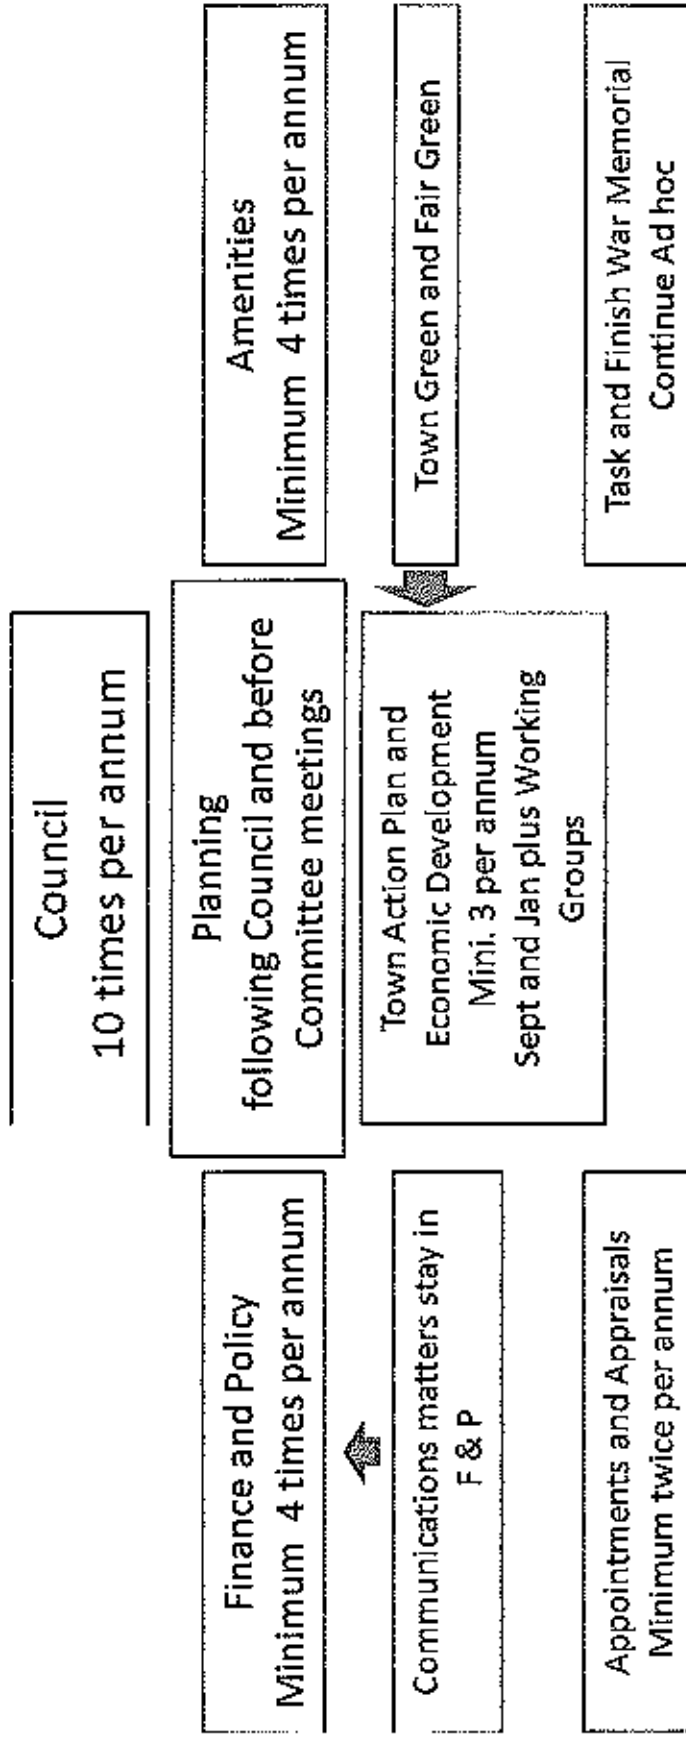 Council
10 times per annum
Finance and Policy
Minimum 4 times per annum
Planning
following Council and before
Committee meetings
Amenities
Minimum 4 times per annum
Communications matters stay in
F & P
Town Action Plan and
Economic Development
Mini. 3 per annum
Sept and Jan plus Working
Groups
Town Green and Fair Green
Appointments and Appraisals
Minimum twice per annum
Task and Finish War Memorial
Continue Ad hoc